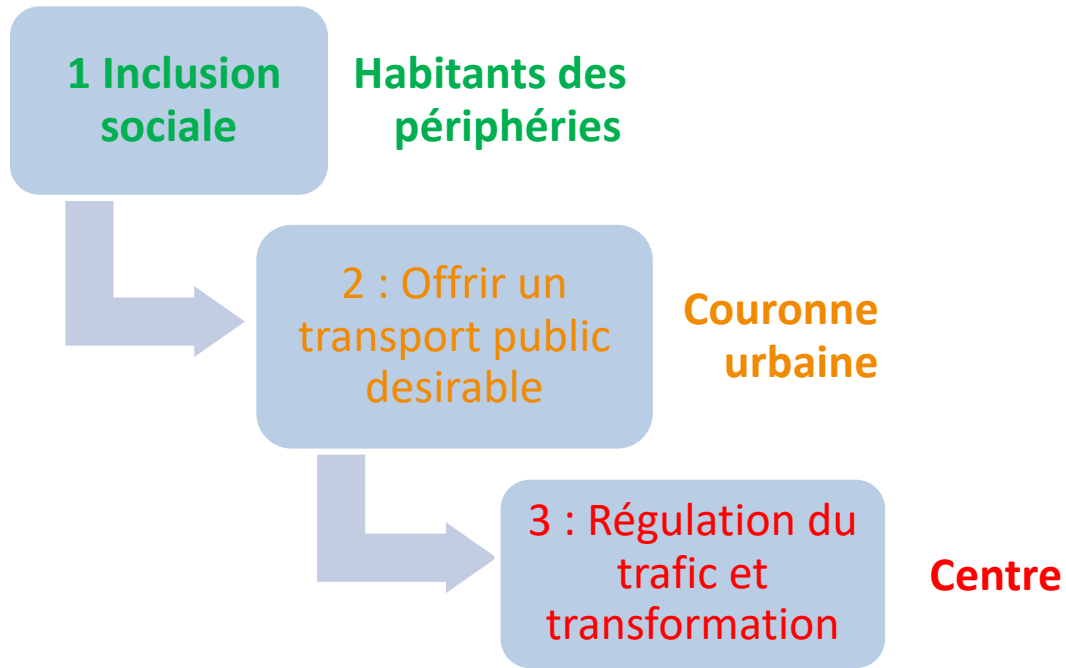 1 Inclusion
sociale
Habitants des
périphéries
2 : Offrir un
transport public
desirable
Couronne
urbaine
3 : Régulation du
trafic et
transformation
Centre